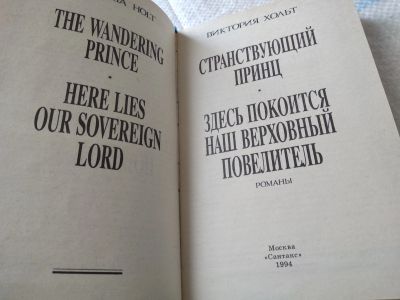 HOLT
THE WANDERING
PRINCE
•
HERE LIES
OUR SOVEREIGN
LORD
ВИКТОРИЯ ХОЛЬТ
СТРАНСТВУЮЩИЙ
ПРИНЦ
•
ЗДЕСЬ ПОКОИТСЯ
НАШ ВЕРХОВНЫЙ
ПОВЕЛИТЕЛЬ
РОМАНЫ
Москва
«Сантакс»
1994